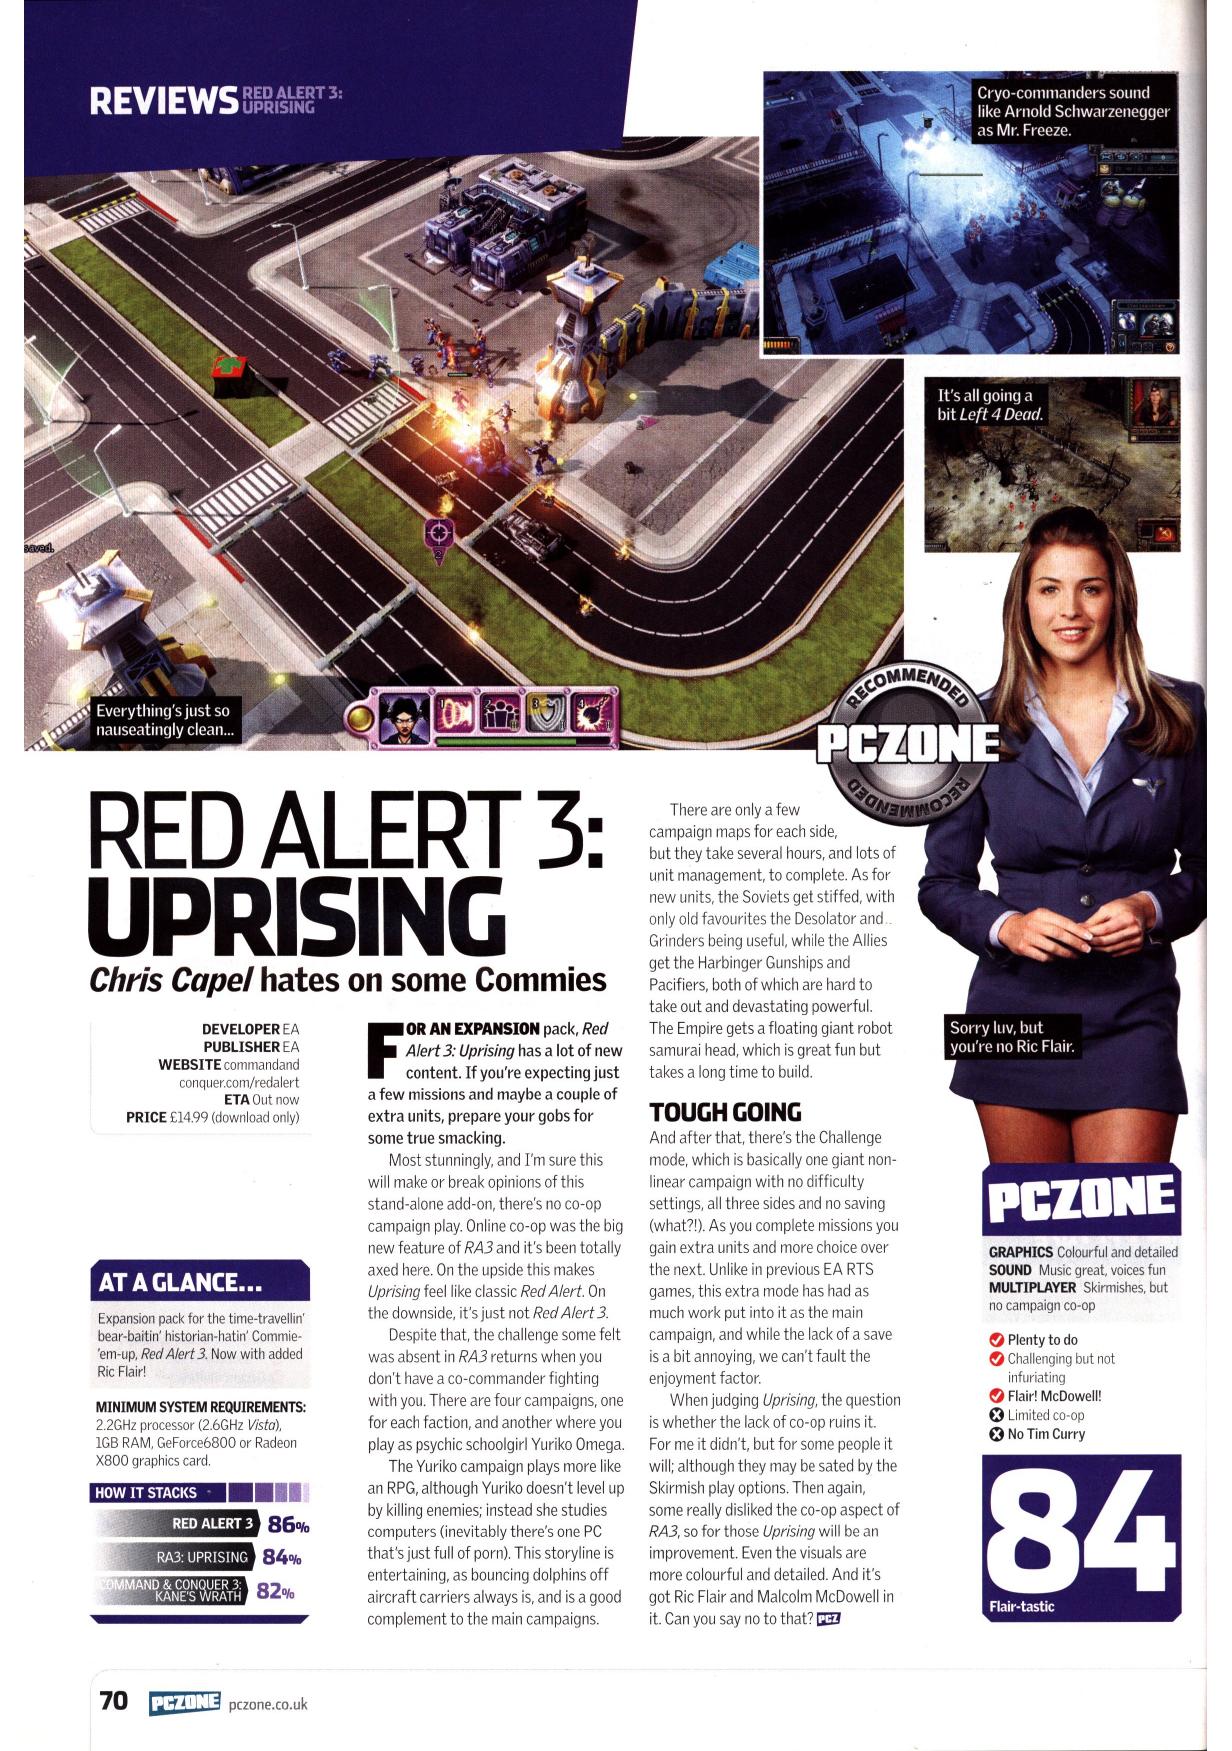 REVIEWS RED ALERT 3:
UPRISING
Cryo-commanders sound
like Arnold Schwarzenegger
as Mr. Freeze.
It's all going a
bit Left 4 Dead.
saved.
Everything's just so
nauseatingly clean...
RECOMMENDED
PCZONE
RECOMMENDED
RED ALERT 3:
UPRISING
Chris Capel hates on some Commies
DEVELOPER EA
PUBLISHER EA
WEBSITE commandand
conquer.com/redalert
ETA Out now
PRICE £14.99 (download only)
AT A GLANCE...
Expansion pack for the time-travellin'
bear-baitin' historian-hatin' Commie-
'em-up, Red Alert 3. Now with added
Ric Flair!
MINIMUM SYSTEM REQUIREMENTS:
2.2GHz processor (2.6GHz Vista),
1GB RAM, GeForce6800 or Radeon
X800 graphics card.
HOW IT STACKS
RED ALERT 3 86%
RA3: UPRISING 84%
COMMAND & CONQUER 3:
KANE'S WRATH 82%
FOR AN EXPANSION pack, Red
Alert 3: Uprising has a lot of new
content. If you're expecting just
a few missions and maybe a couple of
extra units, prepare your gobs for
some true smacking.
Most stunningly, and I'm sure this
will make or break opinions of this
stand-alone add-on, there's no co-op
campaign play. Online co-op was the big
new feature of RA3 and it's been totally
axed here. On the upside this makes
Uprising feel like classic Red Alert. On
the downside, it's just not Red Alert 3.
Despite that, the challenge some felt
was absent in RA3 returns when you
don't have a co-commander fighting
with you. There are four campaigns, one
for each faction, and another where you
play as psychic schoolgirl Yuriko Omega.
The Yuriko campaign plays more like
an RPG, although Yuriko doesn't level up
by killing enemies; instead she studies
computers (inevitably there's one PC
that's just full of porn). This storyline is
entertaining, as bouncing dolphins off
aircraft carriers always is, and is a good
complement to the main campaigns.
There are only a few
campaign maps for each side,
but they take several hours, and lots of
unit management, to complete. As for
new units, the Soviets get stiffed, with
only old favourites the Desolator and
Grinders being useful, while the Allies
get the Harbinger Gunships and
Pacifiers, both of which are hard to
take out and devastating powerful.
The Empire gets a floating giant robot
samurai head, which is great fun but
takes a long time to build.
TOUGH GOING
And after that, there's the Challenge
mode, which is basically one giant non-
linear campaign with no difficulty
settings, all three sides and no saving
(what?!). As you complete missions you
gain extra units and more choice over
the next. Unlike in previous EA RTS
games, this extra mode has had as
much work put into it as the main
campaign, and while the lack of a save
is a bit annoying, we can't fault the
enjoyment factor.
When judging Uprising, the question
is whether the lack of co-op ruins it.
For me it didn't, but for some people it
will; although they may be sated by the
Skirmish play options. Then again,
some really disliked the co-op aspect of
RA3, so for those Uprising will be an
improvement. Even the visuals are
more colourful and detailed. And it's
got Ric Flair and Malcolm McDowell in
it. Can you say no to that? PCZ
Sorry luv, but
you're no Ric Flair.
PCZONE
GRAPHICS Colourful and detailed
SOUND Music great, voices fun
MULTIPLAYER Skirmishes, but
no campaign co-op
Plenty to do
Challenging but not
infuriating
Flair! McDowell!
Limited co-op
No Tim Curry
84
Flair-tastic
70 PCZONE pczone.co.uk